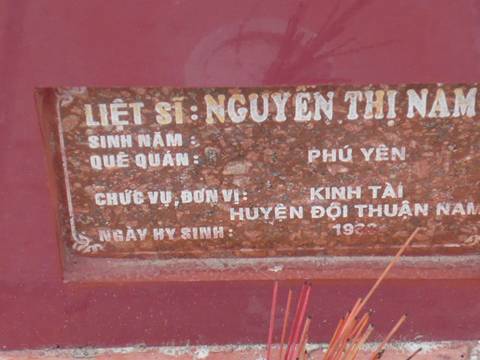 LIỆT SĨ : NGUYỄN THỊ NĂM
SINH NĂM :
QUÊ QUÁN : PHÚ YÊN
CHỨC VỤ, ĐƠN VỊ : KINH TÀI
HUYỆN ĐỘI THUẬN NAM
NGÀY HY SINH :